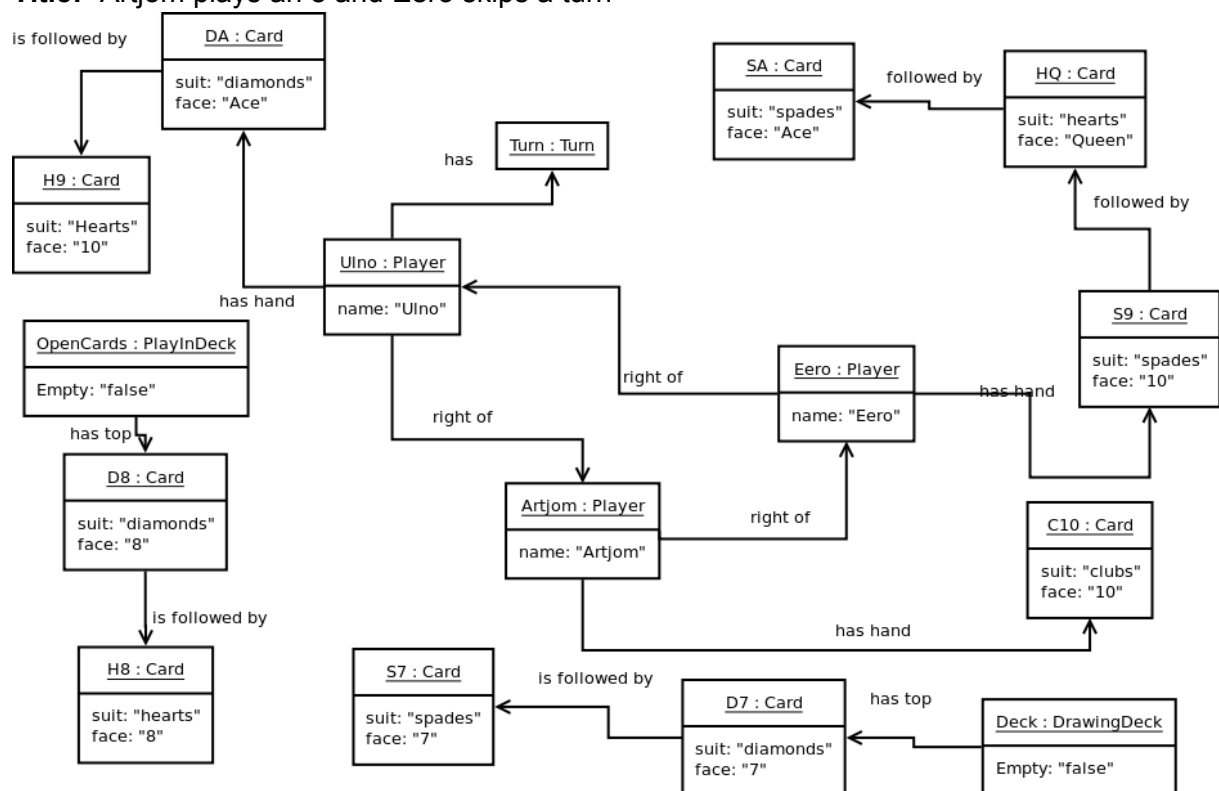 Title: Artjom plays an 8 and Eero skips a turn
is followed by
DA : Card
suit: "diamonds"
face: "Ace"
SA : Card
suit: "spades"
face: "Ace"
followed by
HQ : Card
suit: "hearts"
face: "Queen"
Turn : Turn
has
H9 : Card
suit: "Hearts"
face: "10"
followed by
Ulno : Player
name: "Ulno"
has hand
S9 : Card
suit: "spades"
face: "10"
OpenCards : PlayInDeck
Empty: "false"
right of
Eero : Player
name: "Eero"
has hand
has top
right of
D8 : Card
suit: "diamonds"
face: "8"
Artjom : Player
name: "Artjom"
right of
C10 : Card
suit: "clubs"
face: "10"
is followed by
has hand
H8 : Card
suit: "hearts"
face: "8"
S7 : Card
suit: "spades"
face: "7"
is followed by
D7 : Card
suit: "diamonds"
face: "7"
has top
Deck : DrawingDeck
Empty: "false"